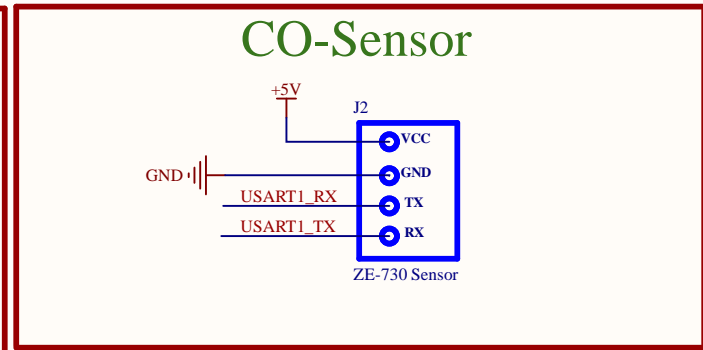 CO-Sensor
+5V
J2
VCC
GND
GND
USART1_RX
TX
USART1_TX
RX
ZE-730 Sensor